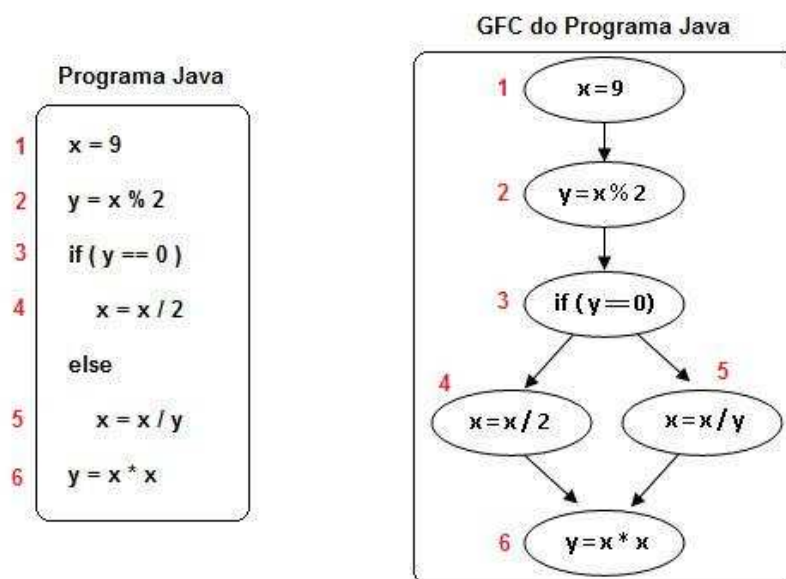 Programa Java
1 x = 9
2 y = x % 2
3 if ( y == 0 )
4 x = x / 2
else
5 x = x / y
6 y = x * x
GFC do Programa Java
1 x = 9
2 y = x % 2
3 if ( y == 0)
4 x = x / 2
5 x = x / y
6 y = x * x